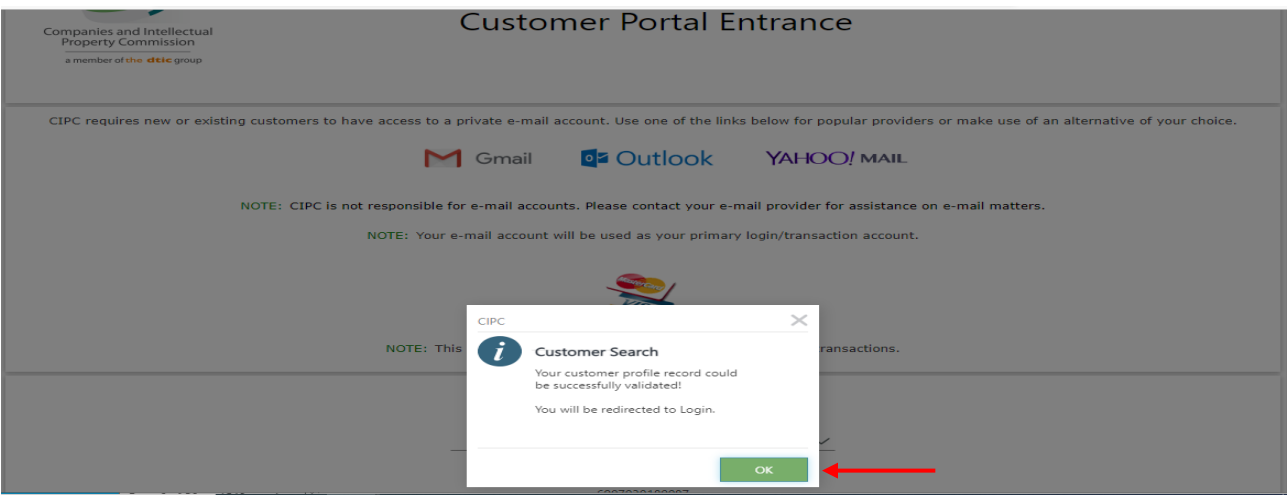 Customer Portal Entrance
Companies and Intellectual
Property Commission
a member of the dtic group
CIPC requires new or existing customers to have access to a private e-mail account. Use one of the links below for popular providers or make use of an alternative of your choice.
Gmail
Outlook
YAHOO! MAIL
NOTE: CIPC is not responsible for e-mail accounts. Please contact your e-mail provider for assistance on e-mail matters.
NOTE: Your e-mail account will be used as your primary login/transaction account.
MasterCard
NOTE: This
ransactions.
CIPC
Customer Search
Your customer profile record could
be successfully validated!
You will be redirected to Login.
OK